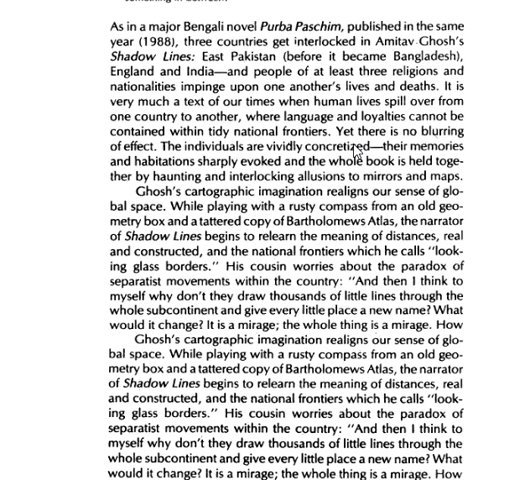 As in a major Bengali novel Purba Paschim, published in the same
year (1988), three countries get interlocked in Amitav Ghosh's
Shadow Lines: East Pakistan (before it became Bangladesh),
England and India—and people of at least three religions and
nationalities impinge upon one another's lives and deaths. It is
very much a text of our times when human lives spill over from
one country to another, where language and loyalties cannot be
contained within tidy national frontiers. Yet there is no blurring
of effect. The individuals are vividly concretized—their memories
and habitations sharply evoked and the whole book is held toge-
ther by haunting and interlocking allusions to mirrors and maps.
Ghosh's cartographic imagination realigns our sense of glo-
bal space. While playing with a rusty compass from an old geo-
metry box and a tattered copy of Bartholomews Atlas, the narrator
of Shadow Lines begins to relearn the meaning of distances, real
and constructed, and the national frontiers which he calls "look-
ing glass borders." His cousin worries about the paradox of
separatist movements within the country: "And then I think to
myself why don't they draw thousands of little lines through the
whole subcontinent and give every little place a new name? What
would it change? It is a mirage; the whole thing is a mirage. How
Ghosh's cartographic imagination realigns our sense of glo-
bal space. While playing with a rusty compass from an old geo-
metry box and a tattered copy of Bartholomews Atlas, the narrator
of Shadow Lines begins to relearn the meaning of distances, real
and constructed, and the national frontiers which he calls "look-
ing glass borders." His cousin worries about the paradox of
separatist movements within the country: "And then I think to
myself why don't they draw thousands of little lines through the
whole subcontinent and give every little place a new name? What
would it change? It is a mirage; the whole thing is a mirage. How